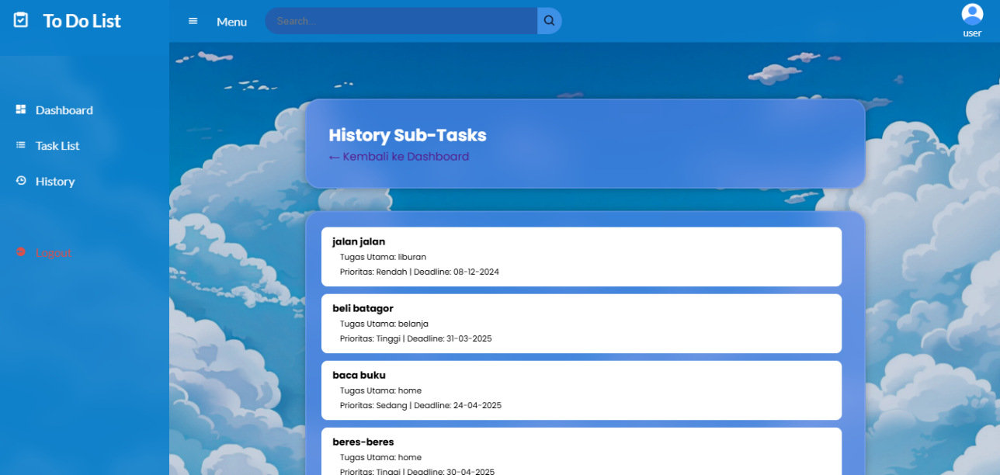 To Do List
Menu
Search...
user
Dashboard
Task List
History
Logout
History Sub-Tasks
← Kembali ke Dashboard
jalan jalan
Tugas Utama: liburan
Prioritas: Rendah | Deadline: 08-12-2024
beli batagor
Tugas Utama: belanja
Prioritas: Tinggi | Deadline: 31-03-2025
baca buku
Tugas Utama: home
Prioritas: Sedang | Deadline: 24-04-2025
beres-beres
Tugas Utama: home
Prioritas: Tinggi | Deadline: 30-04-2025